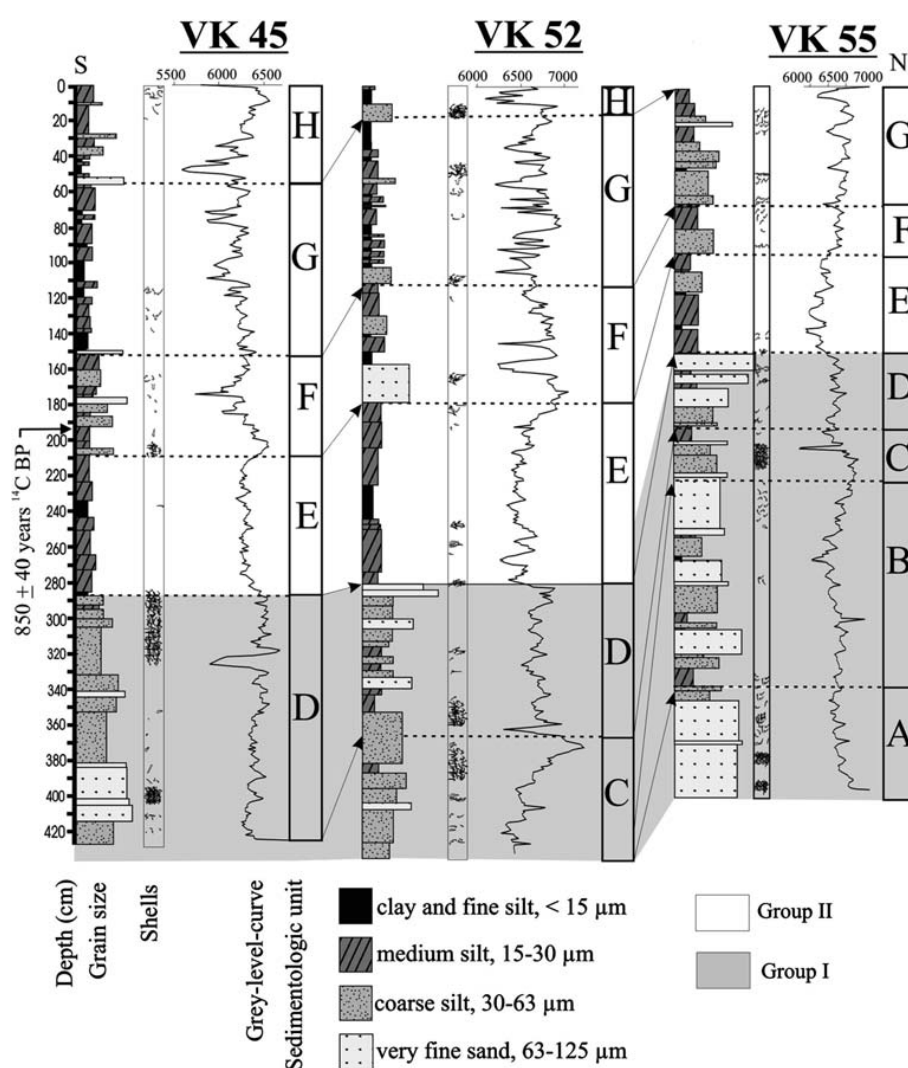 VK 45
VK 52
VK 55
S
N
5500 6000 6500
6000 6500 7000
6000 6500 7000
0
20
40
60
80
100
120
140
160
180
200
220
240
260
280
300
320
340
360
380
400
420
850 ± 40 years ¹⁴C BP
H
G
F
E
D
H
G
F
E
D
C
G
F
E
D
C
B
A
Depth (cm)
Grain size
Shells
Grey-level-curve
Sedimentologic unit
clay and fine silt, < 15 µm
medium silt, 15-30 µm
coarse silt, 30-63 µm
very fine sand, 63-125 µm
Group II
Group I